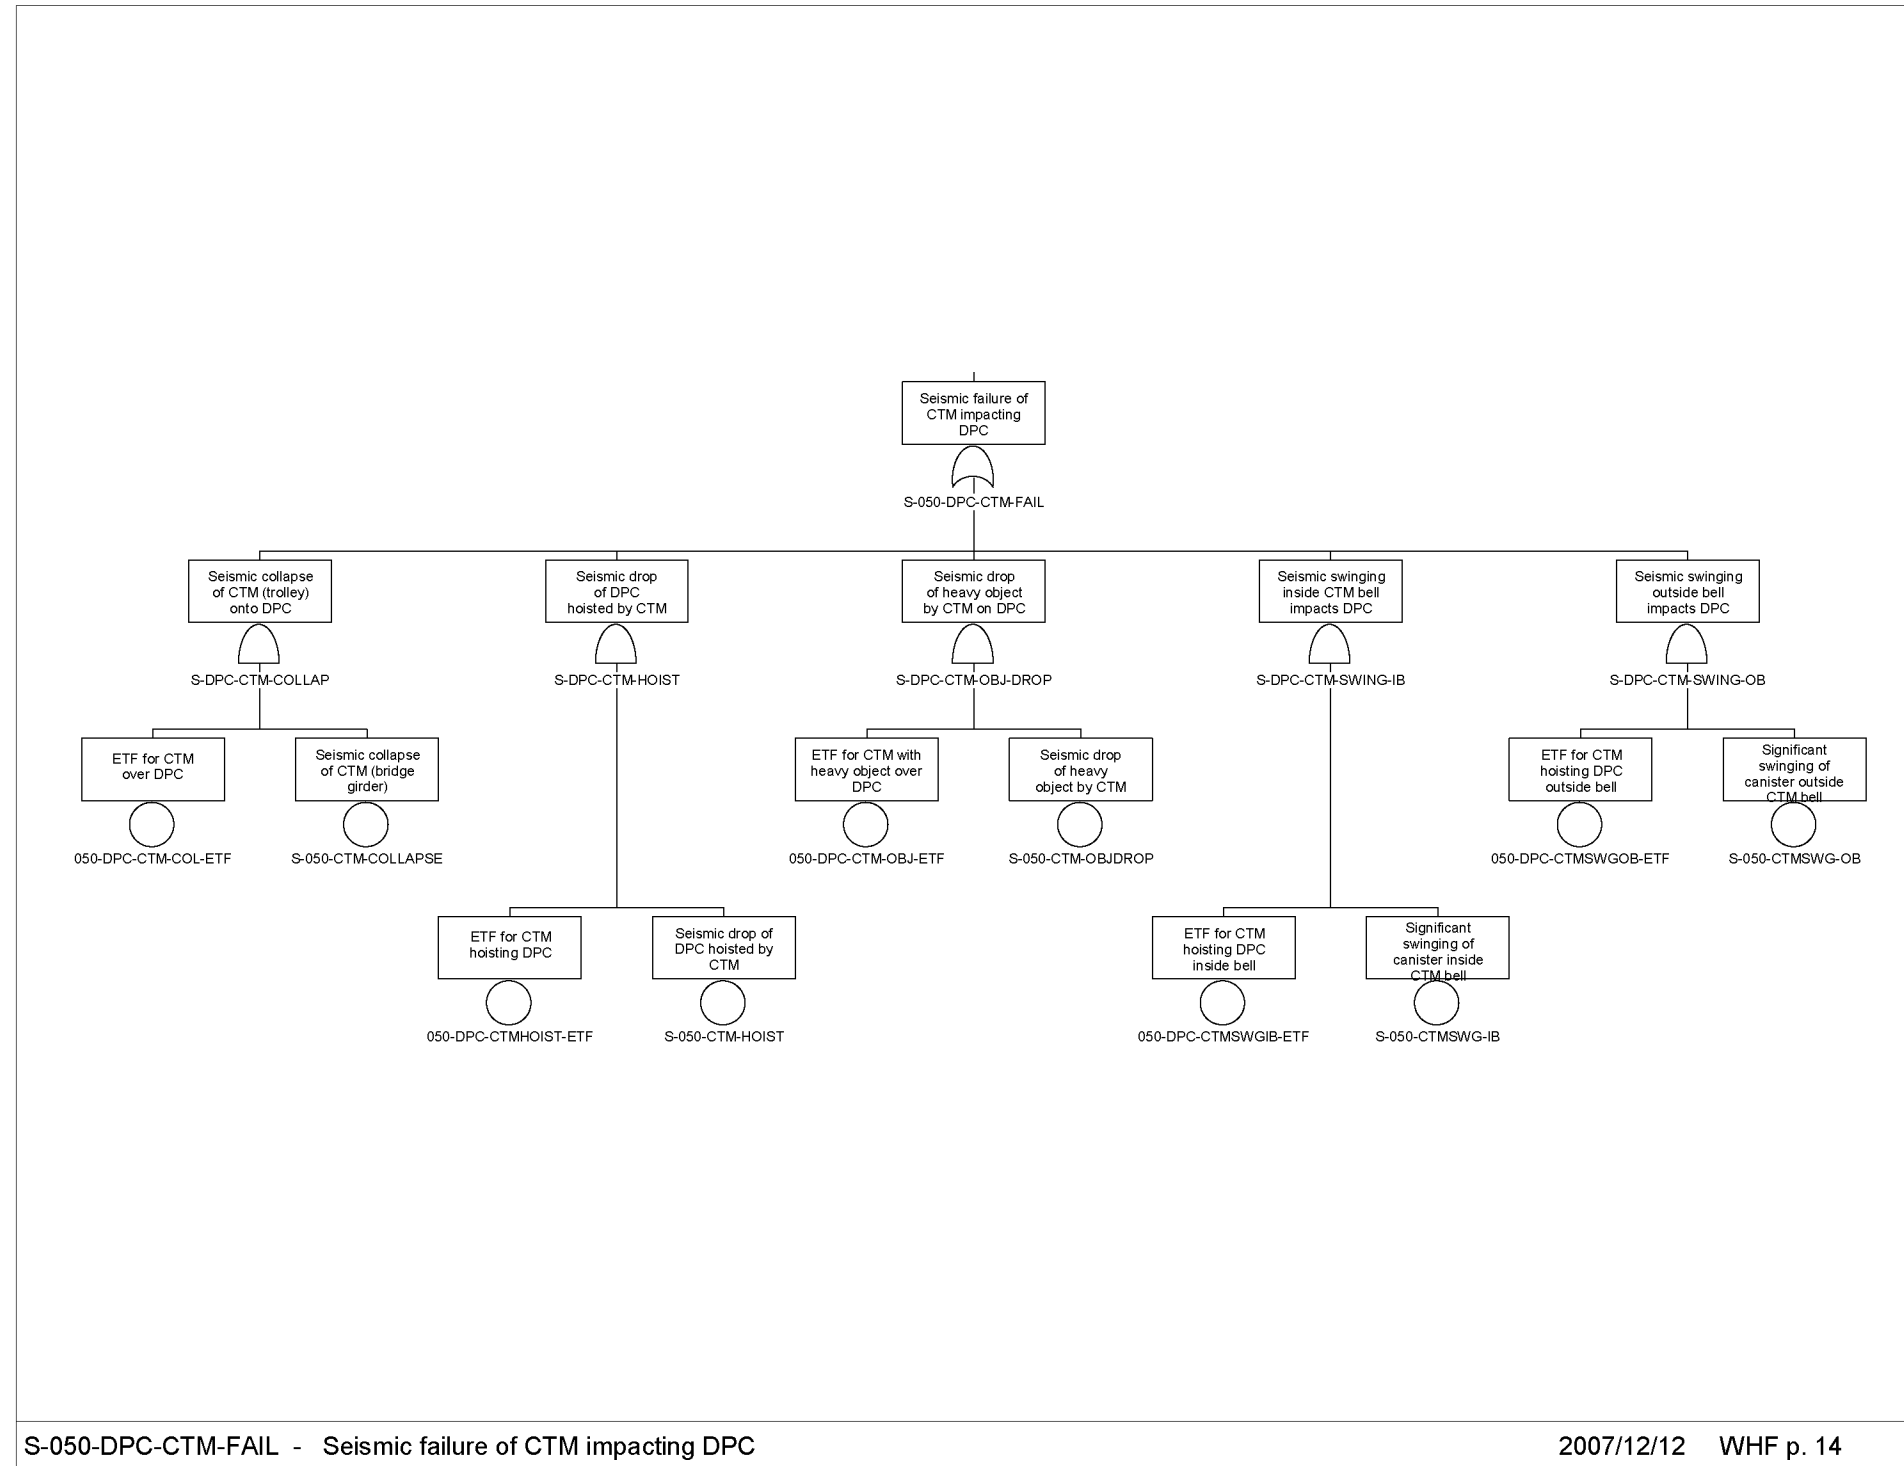 Seismic failure of
CTM impacting
DPC
S-050-DPC-CTM-FAIL
Seismic collapse
of CTM (trolley)
onto DPC
S-DPC-CTM-COLLAP
Seismic drop
of DPC
hoisted by CTM
S-DPC-CTM-HOIST
Seismic drop
of heavy object
by CTM on DPC
S-DPC-CTM-OBJ-DROP
Seismic swinging
inside CTM bell
impacts DPC
S-DPC-CTM-SWING-IB
Seismic swinging
outside bell
impacts DPC
S-DPC-CTM-SWING-OB
ETF for CTM
over DPC
050-DPC-CTM-COL-ETF
Seismic collapse
of CTM (bridge
girder)
S-050-CTM-COLLAPSE
ETF for CTM with
heavy object over
DPC
050-DPC-CTM-OBJ-ETF
Seismic drop
of heavy
object by CTM
S-050-CTM-OBJDROP
ETF for CTM
hoisting DPC
outside bell
050-DPC-CTMSWGOB-ETF
Significant
swinging of
canister outside
CTM bell
S-050-CTMSWG-OB
ETF for CTM
hoisting DPC
050-DPC-CTMHOIST-ETF
Seismic drop of
DPC hoisted by
CTM
S-050-CTM-HOIST
ETF for CTM
hoisting DPC
inside bell
050-DPC-CTMSWGIB-ETF
Significant
swinging of
canister inside
CTM bell
S-050-CTMSWG-IB
S-050-DPC-CTM-FAIL - Seismic failure of CTM impacting DPC
2007/12/12 WHF p. 14